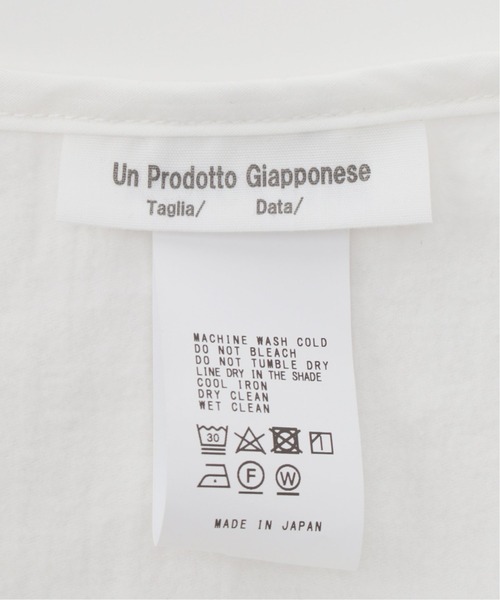 Un Prodotto Giapponese
Taglia/ Data/
MACHINE WASH COLD
DO NOT BLEACH
DO NOT TUMBLE DRY
LINE DRY IN THE SHADE
COOL IRON
DRY CLEAN
WET CLEAN
30
F W
MADE IN JAPAN